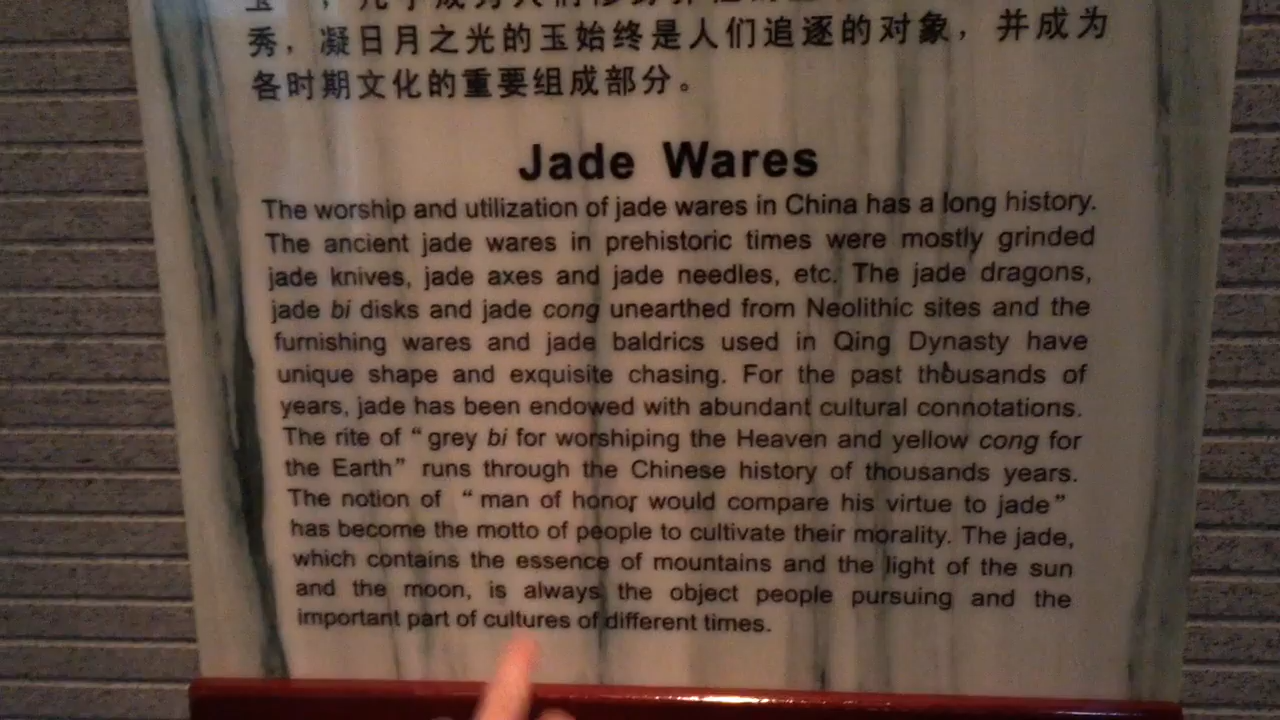 秀，凝日月之光的玉始终是人们追逐的对象，并成为
各时期文化的重要组成部分。
Jade Wares
The worship and utilization of jade wares in China has a long history.
The ancient jade wares in prehistoric times were mostly grinded
jade knives, jade axes and jade needles, etc. The jade dragons,
jade bi disks and jade cong unearthed from Neolithic sites and the
furnishing wares and jade baldrics used in Qing Dynasty have
unique shape and exquisite chasing. For the past thousands of
years, jade has been endowed with abundant cultural connotations.
The rite of “grey bi for worshiping the Heaven and yellow cong for
the Earth” runs through the Chinese history of thousands years.
The notion of “man of honor would compare his virtue to jade”
has become the motto of people to cultivate their morality. The jade,
which contains the essence of mountains and the light of the sun
and the moon, is always the object people pursuing and the
important part of cultures of different times.